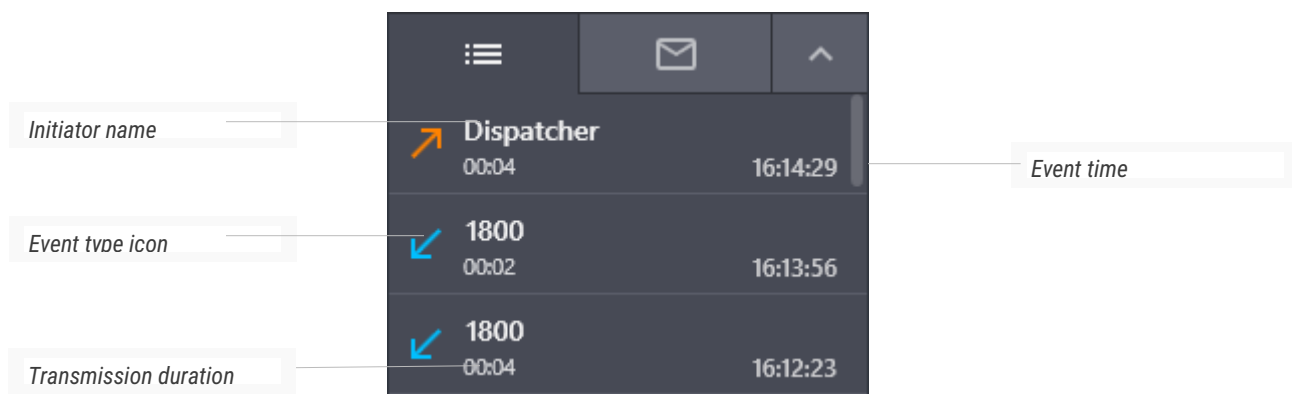 Initiator name
Dispatcher
00:04
16:14:29
Event time
Event type icon
1800
00:02
16:13:56
1800
Transmission duration
00:04
16:12:23